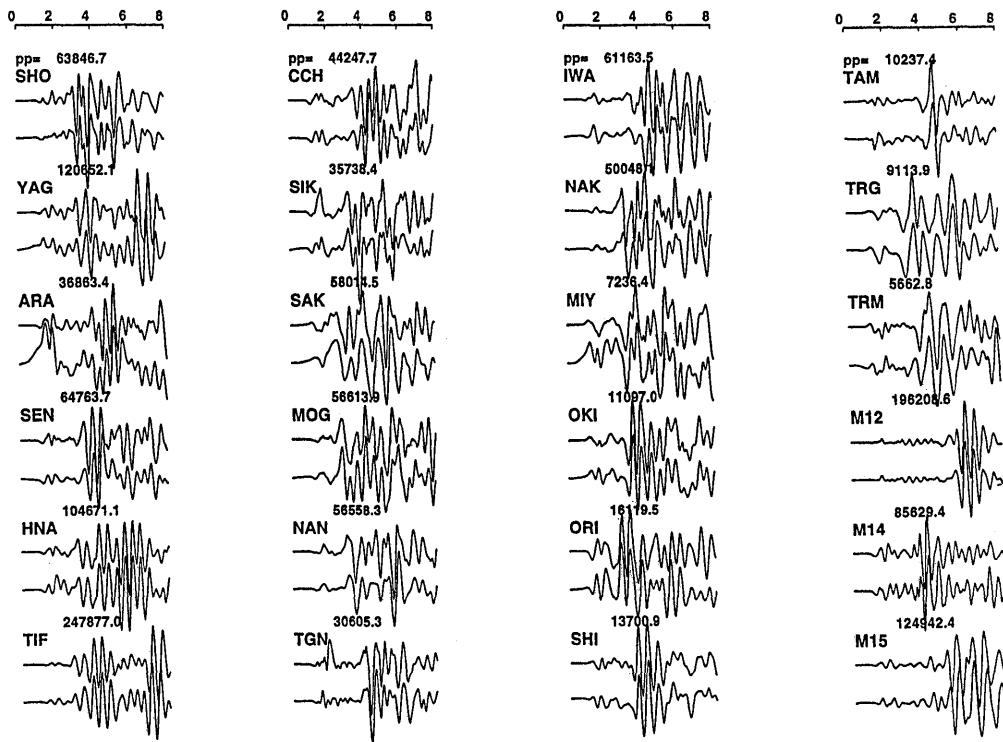 0 2 4 6 8
pp= 63846.7
SHO
120652.1
YAG
36863.4
ARA
64763.7
SEN
104671.1
HNA
247877.0
TIF
0 2 4 6 8
pp= 44247.7
CCH
35738.4
SIK
58014.5
SAK
56613.9
MOG
56558.3
NAN
30605.3
TGN
0 2 4 6 8
pp= 61163.5
IWA
50048.1
NAK
7236.4
MIY
11097.0
OKI
16119.5
ORI
13700.9
SHI
0 2 4 6 8
pp= 10237.4
TAM
9113.9
TRG
5662.8
TRM
196208.6
M12
85629.4
M14
124942.4
M15